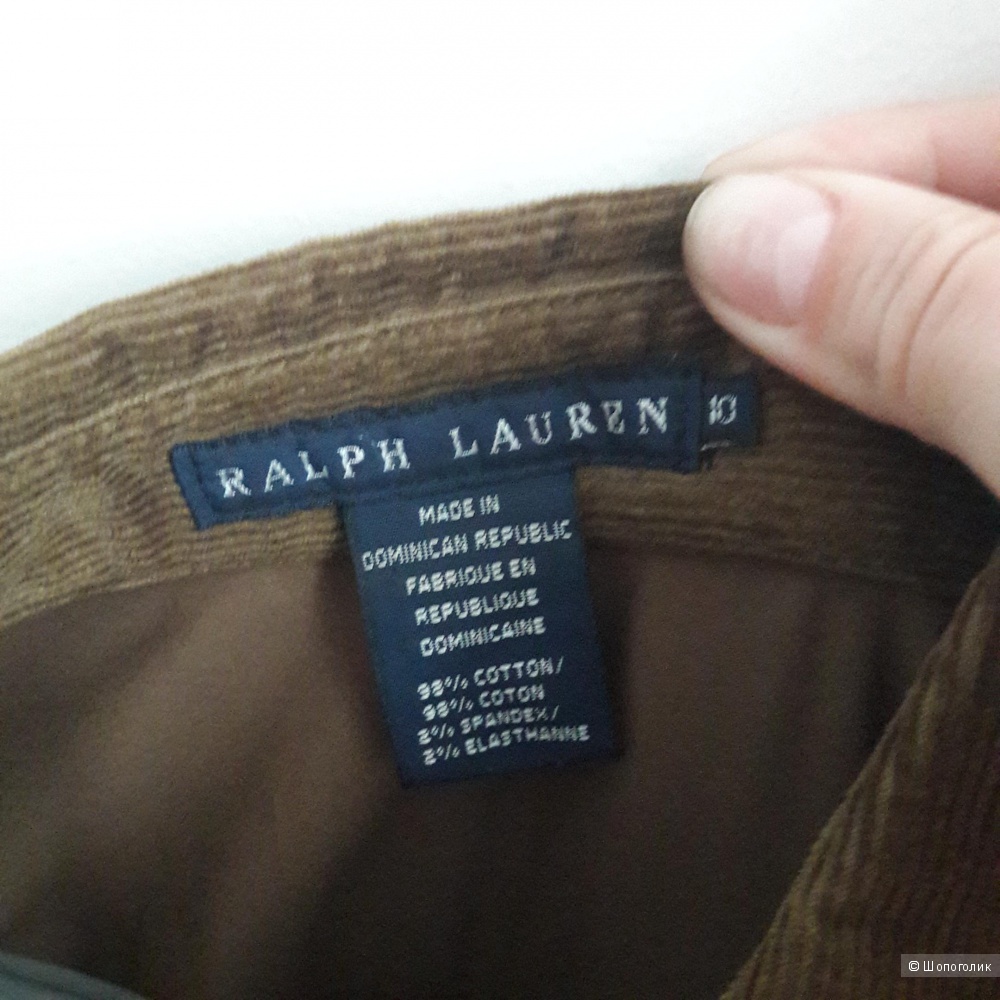 RALPH LAUREN 10
MADE IN
DOMINICAN REPUBLIC
FABRIQUE EN
REPUBLIQUE
DOMINICAINE
98% COTTON/
98% COTON
2% SPANDEX/
2% ELASTHANNE
© Шопоголик